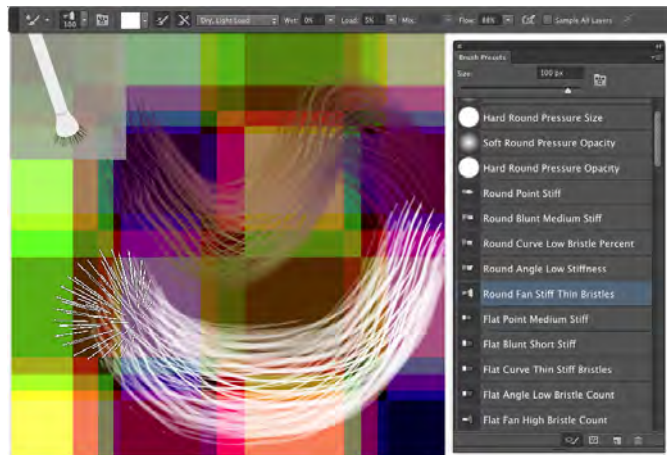 100
Dry, Light Load
Wet: 0%
Load: 5%
Mix:
Flow: 88%
Sample All Layers
Brush Presets
Size:
100 px
Hard Round Pressure Size
Soft Round Pressure Opacity
Hard Round Pressure Opacity
Round Point Stiff
Round Blunt Medium Stiff
Round Curve Low Bristle Percent
Round Angle Low Stiffness
Round Fan Stiff Thin Bristles
Flat Point Medium Stiff
Flat Blunt Short Stiff
Flat Curve Thin Stiff Bristles
Flat Angle Low Bristle Count
Flat Fan High Bristle Count